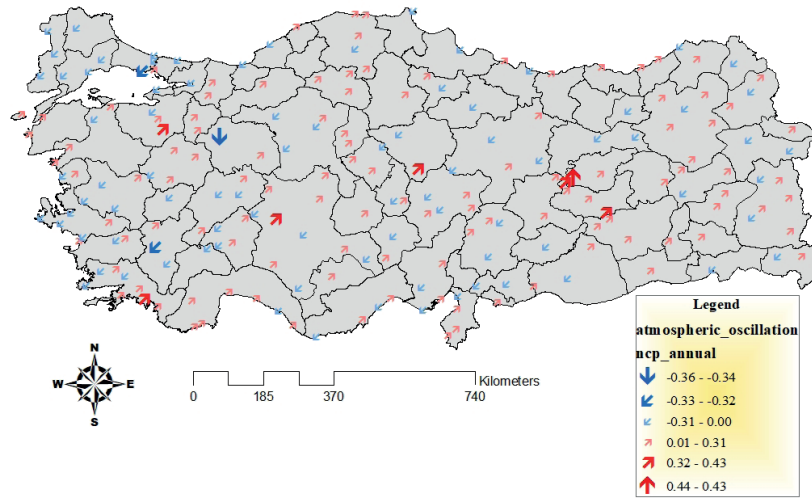 N
W E
S
Kilometers
0 185 370 740
Legend
atmospheric_oscillation
ncp_annual
-0.36 - -0.34
-0.33 - -0.32
-0.31 - 0.00
0.01 - 0.31
0.32 - 0.43
0.44 - 0.43